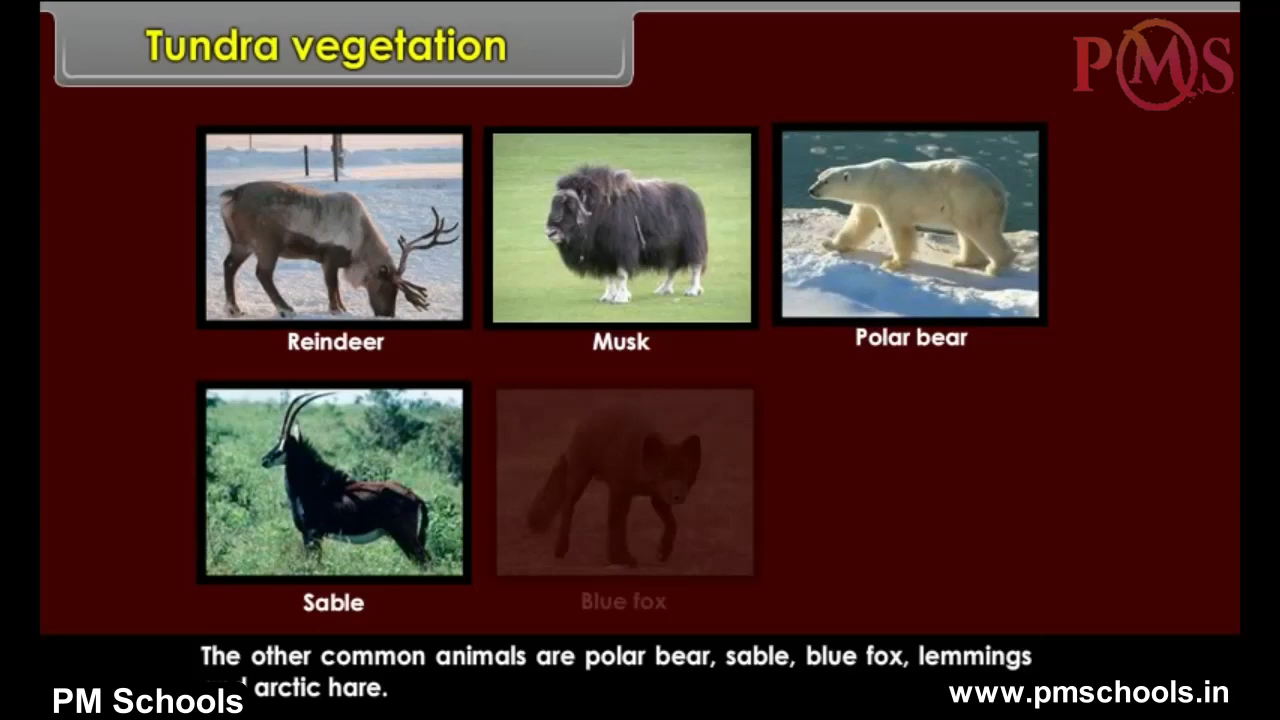 Tundra vegetation
PMS
Reindeer
Musk
Polar bear
Sable
Blue fox
The other common animals are polar bear, sable, blue fox, lemmings
arctic hare.
PM Schools
www.pmschools.in